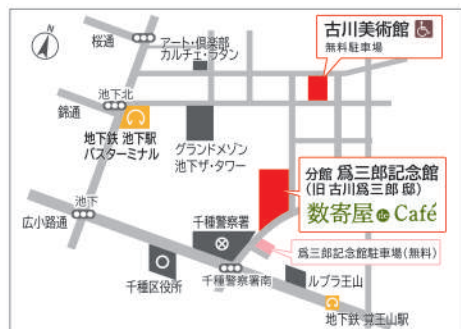 桜通
アート・倶楽部
カルチェ・ラタン
古川美術館
無料駐車場
池下北
錦通
地下鉄 池下駅
バスターミナル
グランドメゾン
池下ザ・タワー
分館 爲三郎記念館
(旧 古川爲三郎 邸)
数寄屋 de Café
池下
広小路通
千種警察署
爲三郎記念館駐車場(無料)
千種区役所
千種警察署南
ルブラ王山
地下鉄 覚王山駅